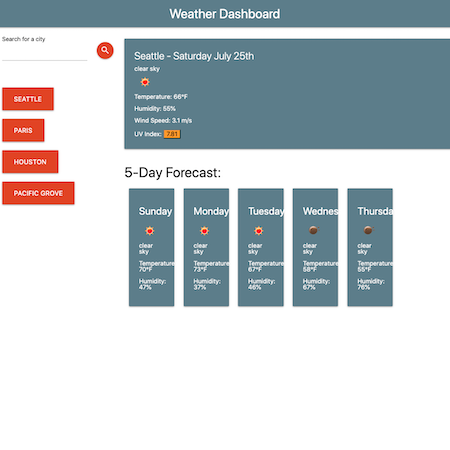 Weather Dashboard
Search for a city
SEATTLE
PARIS
HOUSTON
PACIFIC GROVE
Seattle - Saturday July 25th
clear sky
Temperature: 66°F
Humidity: 55%
Wind Speed: 3.1 m/s
UV Index: 7.81
5-Day Forecast:
Sunday
clear
sky
Temperature:
70°F
Humidity:
47%
Monday
clear
sky
Temperature:
73°F
Humidity:
37%
Tuesday
clear
sky
Temperature:
67°F
Humidity:
46%
Wednes
clear
sky
Temperature:
58°F
Humidity:
67%
Thursda
clear
sky
Temperature:
55°F
Humidity:
76%